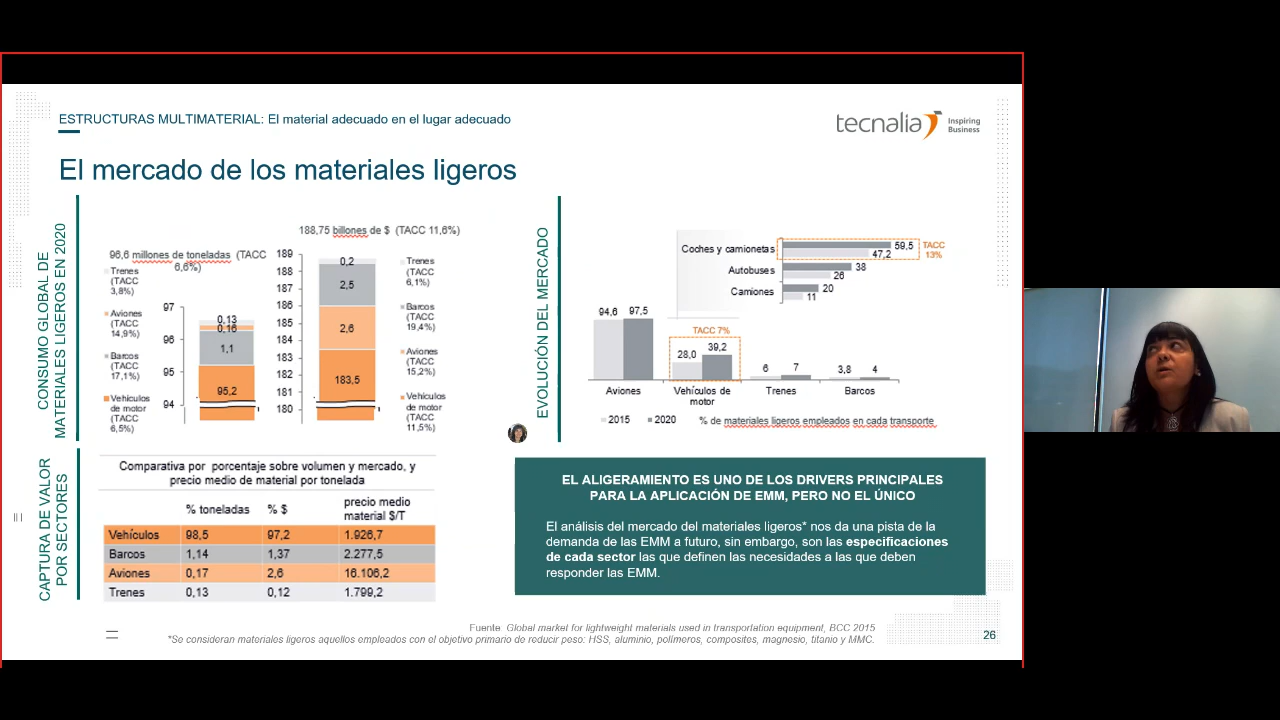 ESTRUCTURAS MULTIMATERIAL: El material adecuado en el lugar adecuado
tecnalia Inspiring
Business
El mercado de los materiales ligeros
CONSUMO GLOBAL DE
MATERIALES LIGEROS EN 2020
96,6 millones de toneladas (TACC
6,6%)
Trenes
(TACC
3,8%)
Aviones
(TACC
14,9%)
Barcos
(TACC
17,1%)
Vehículos
de motor
(TACC
6,5%)
97
96
95
94
0,13
0,16
1,1
95,2
188,75 billones de $ (TACC 11,6%)
189
188
187
186
185
184
183
182
181
180
0,2
2,5
2,6
183,5
Trenes
(TACC
6,1%)
Barcos
(TACC
19,4%)
Aviones
(TACC
15,2%)
Vehículos
de motor
(TACC
11,5%)
EVOLUCIÓN DEL MERCADO
Coches y camionetas 59,5
47,2
TACC
13%
Autobuses 38
26
Camiones 20
11
94,6 97,5
TACC 7%
28,0 39,2
6 7
3,8 4
Aviones Vehículos de
motor Trenes Barcos
2015 2020 % de materiales ligeros empleados en cada transporte
CAPTURA DE VALOR
POR SECTORES
Comparativa por porcentaje sobre volumen y mercado, y
precio medio de material por tonelada
% toneladas % $ precio medio
material $/T
Vehículos 98,5 97,2 1.926,7
Barcos 1,14 1,37 2.277,5
Aviones 0,17 2,6 16.106,2
Trenes 0,13 0,12 1.799,2
EL ALIGERAMIENTO ES UNO DE LOS DRIVERS PRINCIPALES
PARA LA APLICACIÓN DE EMM, PERO NO EL ÚNICO
El análisis del mercado del materiales ligeros* nos da una pista de la
demanda de las EMM a futuro, sin embargo, son las especificaciones
de cada sector las que definen las necesidades a las que deben
responder las EMM.
Fuente: Global market for lightweight materials used in transportation equipment, BCC 2015
*Se consideran materiales ligeros aquellos empleados con el objetivo primario de reducir peso: HSS, aluminio, polímeros, composites, magnesio, titanio y MMC.
26